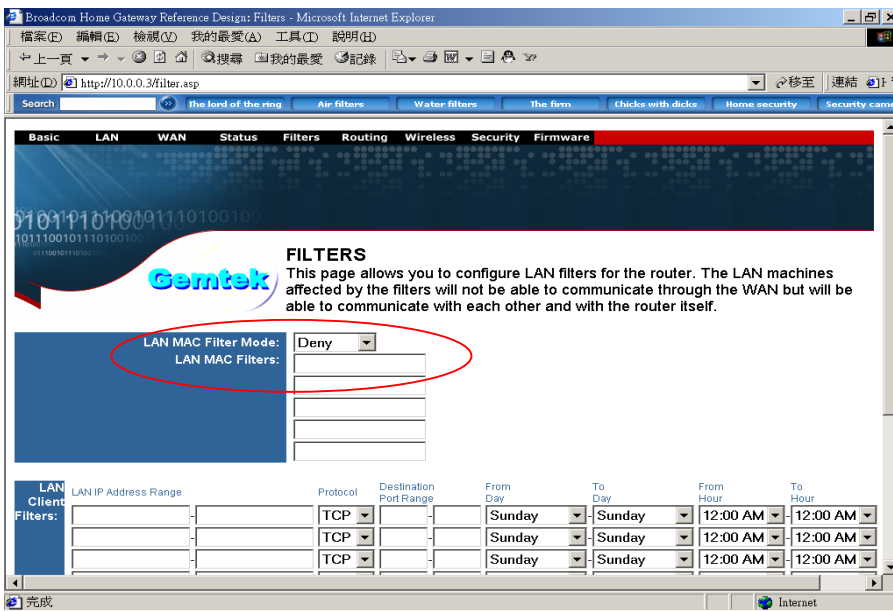 Broadcom Home Gateway Reference Design: Filters - Microsoft Internet Explorer
檔案(F) 編輯(E) 檢視(V) 我的最愛(A) 工具(T) 說明(H)
上一頁 搜尋 我的最愛 記錄
網址(D) http://10.0.0.3/filter.asp 移至 連結
Search The lord of the ring Air filters Water filters The firm Chicks with dicks Home security Security came
Basic LAN WAN Status Filters Routing Wireless Security Firmware
Gemtek
FILTERS
This page allows you to configure LAN filters for the router. The LAN machines
affected by the filters will not be able to communicate through the WAN but will be
able to communicate with each other and with the router itself.
LAN MAC Filter Mode: Deny
LAN MAC Filters:
LAN Client Filters:
LAN IP Address Range Protocol Destination Port Range From Day To Day From Hour To Hour
- TCP - Sunday - Sunday 12:00 AM - 12:00 AM
- TCP - Sunday - Sunday 12:00 AM - 12:00 AM
- TCP - Sunday - Sunday 12:00 AM - 12:00 AM
完成 Internet